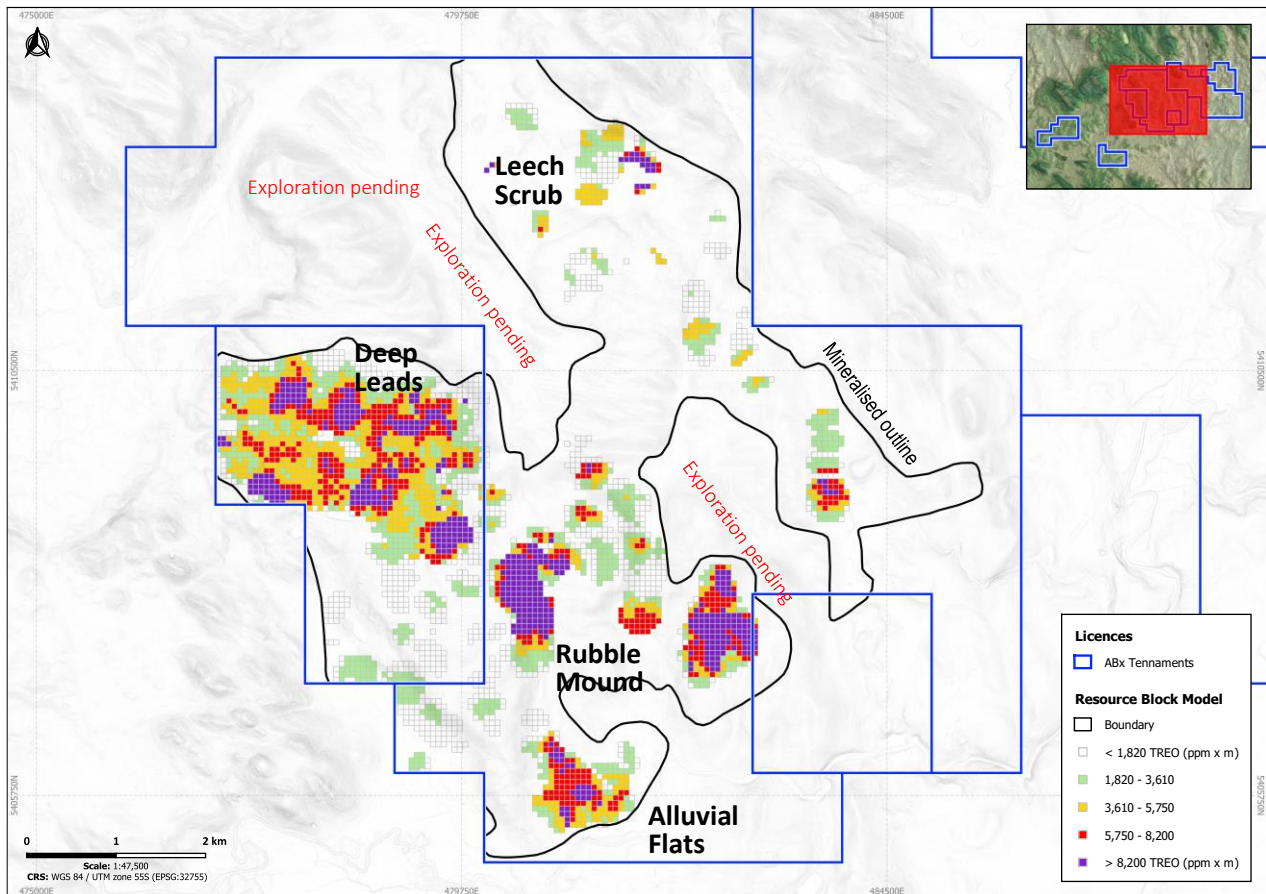 475000E
479750E
484500E
Leech
Scrub
Exploration pending
Exploration pending
Deep
Leads
5410500N
5410500N
Mineralised outline
Exploration pending
Rubble
Mound
Alluvial
Flats
5405750N
5405750N
Licences
ABx Tennaments
Resource Block Model
Boundary
< 1,820 TREO (ppm x m)
1,820 - 3,610
3,610 - 5,750
5,750 - 8,200
> 8,200 TREO (ppm x m)
0 1 2 km
Scale: 1:47,500
CRS: WGS 84 / UTM zone 55S (EPSG:32755)
475000E
479750E
484500E